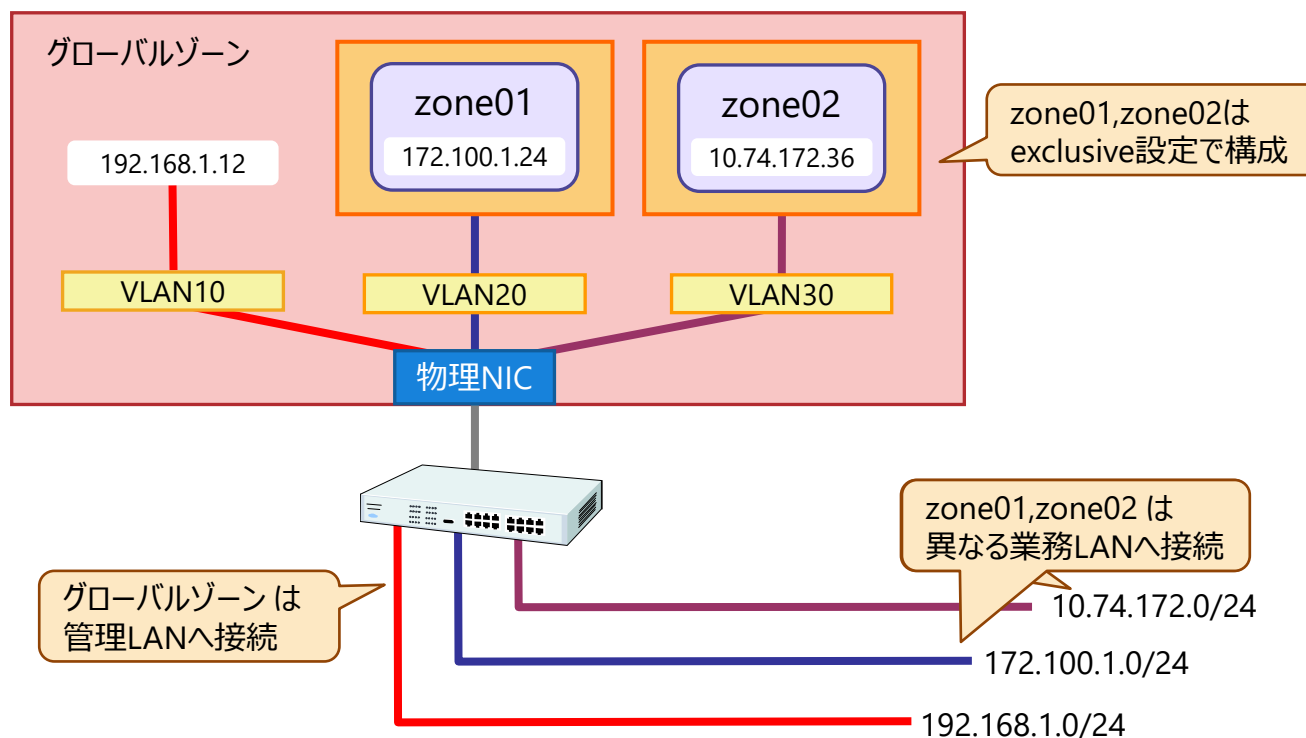 グローバルゾーン
192.168.1.12
zone01
172.100.1.24
zone02
10.74.172.36
zone01,zone02は
exclusive設定で構成
VLAN10
VLAN20
VLAN30
物理NIC
グローバルゾーン は
管理LANへ接続
zone01,zone02 は
異なる業務LANへ接続
10.74.172.0/24
172.100.1.0/24
192.168.1.0/24